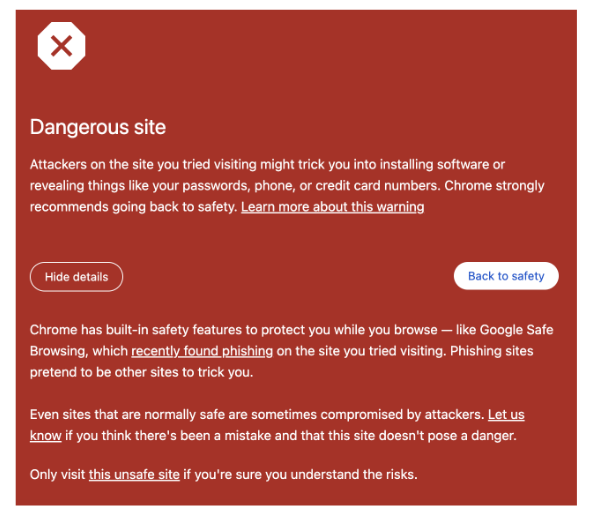 Dangerous site
Attackers on the site you tried visiting might trick you into installing software or
revealing things like your passwords, phone, or credit card numbers. Chrome strongly
recommends going back to safety. Learn more about this warning
Hide details
Back to safety
Chrome has built-in safety features to protect you while you browse — like Google Safe
Browsing, which recently found phishing on the site you tried visiting. Phishing sites
pretend to be other sites to trick you.
Even sites that are normally safe are sometimes compromised by attackers. Let us
know if you think there's been a mistake and that this site doesn't pose a danger.
Only visit this unsafe site if you're sure you understand the risks.